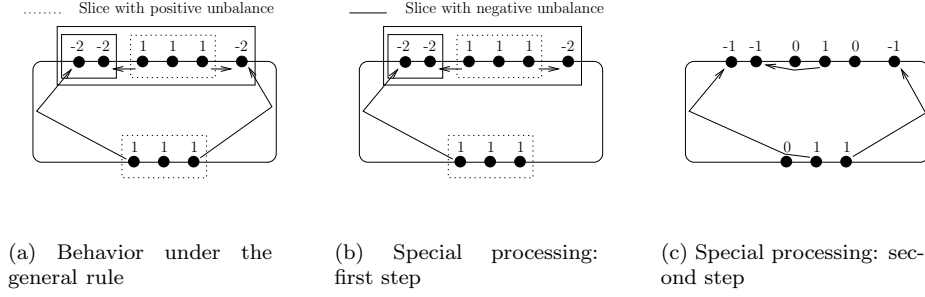 Slice with positive unbalance
Slice with negative unbalance
-2 -2 1 1 1 -2
-2 -2 1 1 1 -2
-1 -1 0 1 0 -1
1 1 1
1 1 1
0 1 1
(a) Behavior under the
general rule
(b) Special processing:
first step
(c) Special processing: sec-
ond step